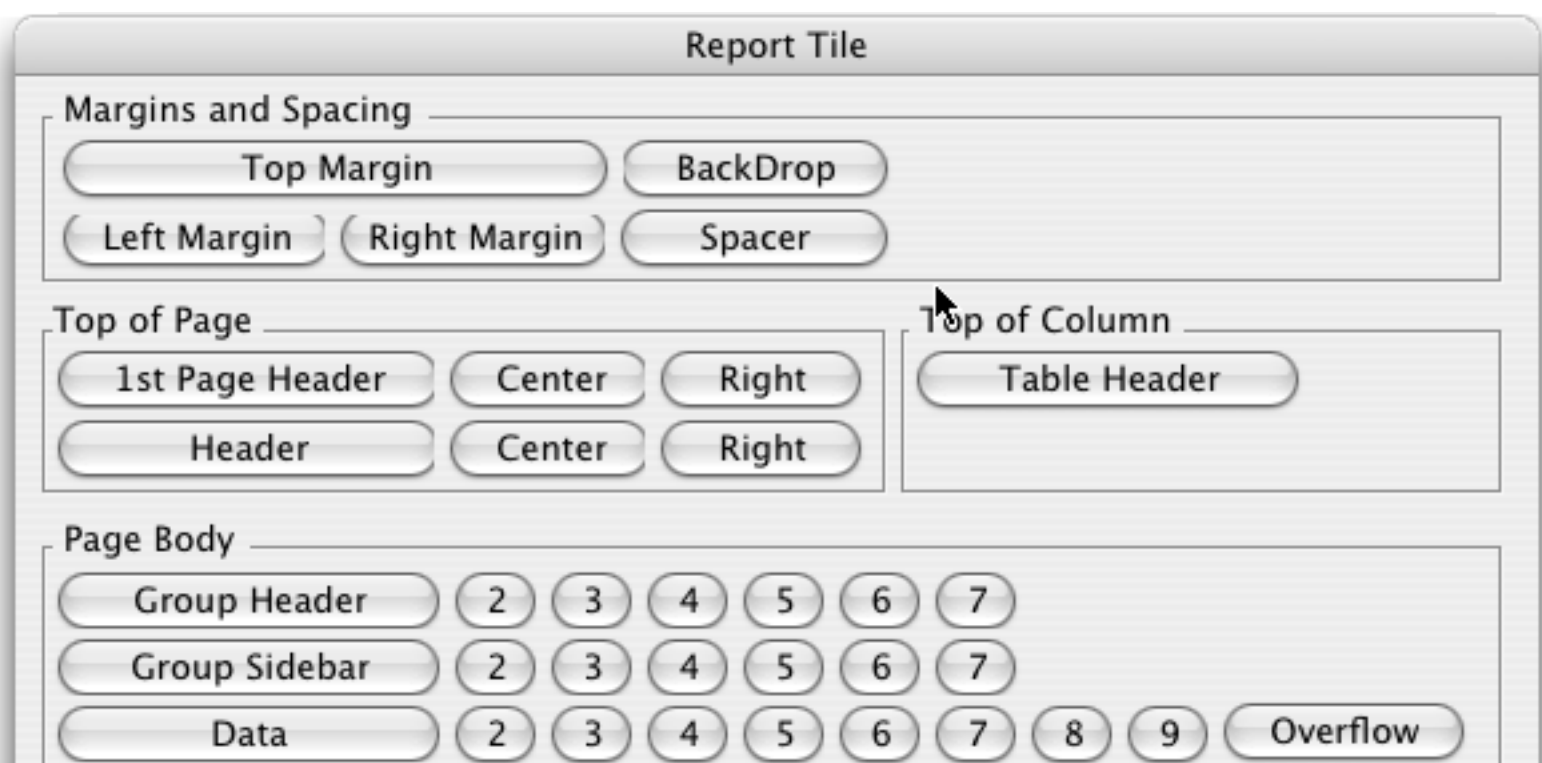 Report Tile
Margins and Spacing
Top Margin BackDrop
Left Margin Right Margin Spacer
Top of Page Top of Column
1st Page Header Center Right Table Header
Header Center Right
Page Body
Group Header 2 3 4 5 6 7
Group Sidebar 2 3 4 5 6 7
Data 2 3 4 5 6 7 8 9 Overflow